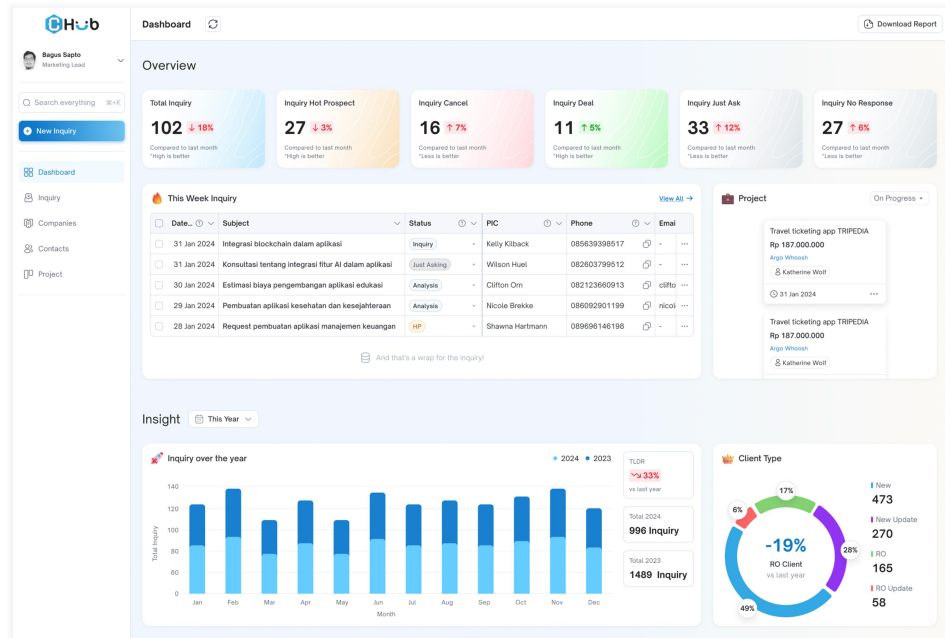 CHub
Dashboard
Download Report
Bagus Sapto
Marketing Lead
Search everything ⌘+K
New Inquiry
Dashboard
Inquiry
Companies
Contacts
Project
Overview
Total Inquiry
102 ↓ 18%
Compared to last month
*High is better
Inquiry Hot Prospect
27 ↓ 3%
Compared to last month
*High is better
Inquiry Cancel
16 ↑ 7%
Compared to last month
*Less is better
Inquiry Deal
11 ↑ 5%
Compared to last month
*High is better
Inquiry Just Ask
33 ↑ 12%
Compared to last month
*Less is better
Inquiry No Response
27 ↑ 6%
Compared to last month
*Less is better
This Week Inquiry
View All →
Date.. Subject Status PIC Phone Emai
31 Jan 2024 Integrasi blockchain dalam aplikasi Inquiry Kelly Kilback 085639398517 - ...
31 Jan 2024 Konsultasi tentang integrasi fitur AI dalam aplikasi Just Asking Wilson Huel 082603799512 - ...
30 Jan 2024 Estimasi biaya pengembangan aplikasi edukasi Analysis Clifton Orn 082123660913 clifto ...
29 Jan 2024 Pembuatan aplikasi kesehatan dan kesejahteraan Analysis Nicole Brekke 086092901199 nicol ...
28 Jan 2024 Request pembuatan aplikasi manajemen keuangan HP Shawna Hartmann 089696146198 - ...
And that's a wrap for the inquiry!
Project
On Progress
Travel ticketing app TRIPEDIA
Rp 187.000.000
Argo Whoosh
Katherine Wolf
31 Jan 2024 ...
Travel ticketing app TRIPEDIA
Rp 187.000.000
Argo Whoosh
Katherine Wolf
Insight
This Year
Inquiry over the year
2024 2023
140
120
100
80
60
0
Total Inquiry
Jan Feb Mar Apr May Jun Jul Aug Sep Oct Nov Dec
Month
TLDR
33%
vs last year
Total 2024
996 Inquiry
Total 2023
1489 Inquiry
Client Type
17%
6%
28%
49%
-19%
RO Client
vs last year
New
473
New Update
270
RO
165
RO Update
58